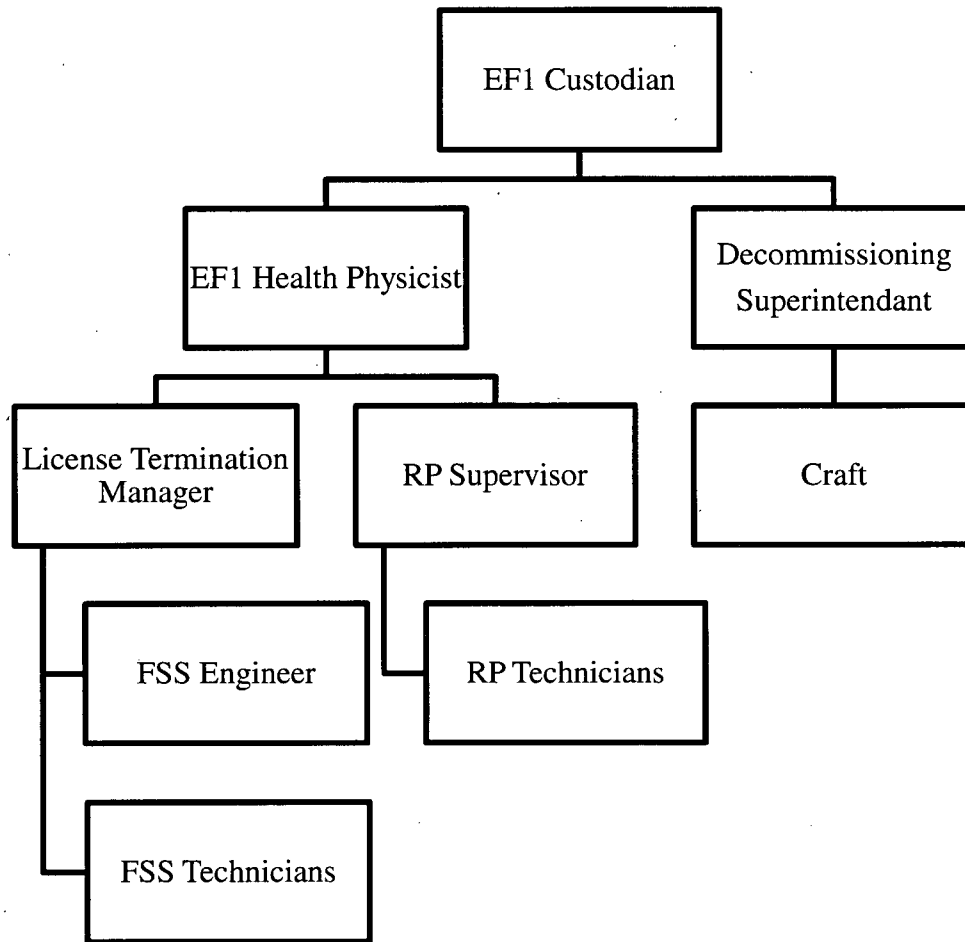 EF1 Custodian
EF1 Health Physicist
Decommissioning
Superintendant
License Termination
Manager
RP Supervisor
Craft
FSS Engineer
RP Technicians
FSS Technicians